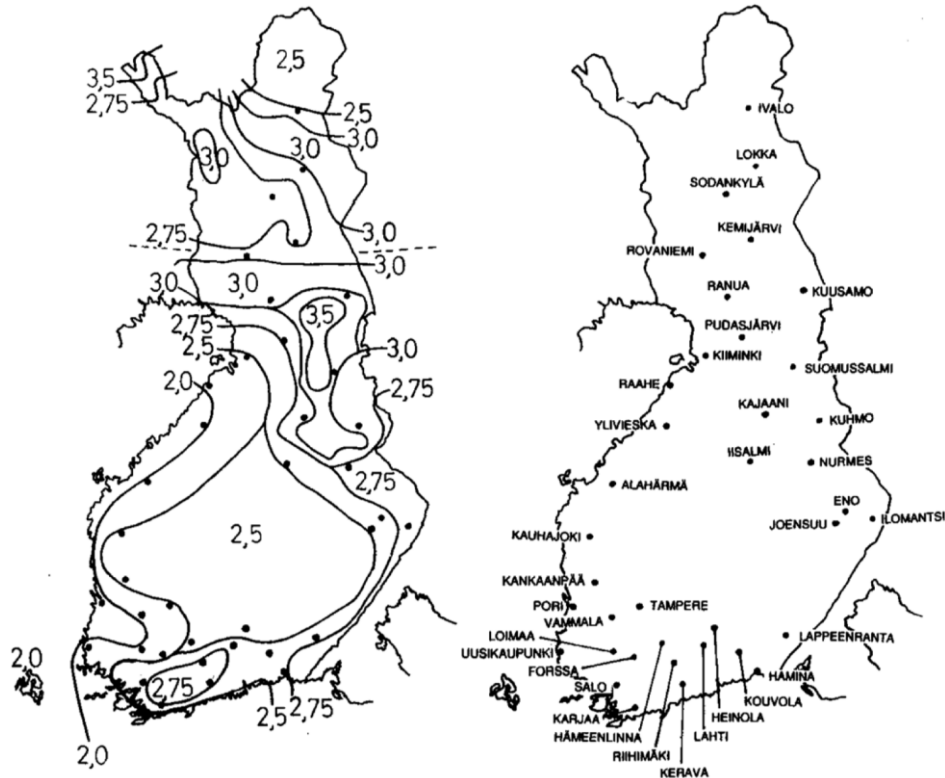 2,5
3,5
2,75
2,5
3,0
3,0
3,0
2,75
3,0
3,0
3,0
3,0
2,75
3,5
2,5
3,0
2,0
2,75
2,75
2,5
2,0
2,75
2,5
2,75
2,0
IVALO
LOKKA
SODANKYLÄ
KEMIJÄRVI
ROVANIEMI
RANUA
KUUSAMO
PUDASJÄRVI
KIIMINKI
SUOMUSSALMI
RAAHE
KAJAANI
YLIVIESKA
KUHMO
IISALMI
NURMES
ALAHÄRMÄ
ENO
JOENSUU
ILOMANTSI
KAUHAJOKI
KANKAANPÄÄ
PORI
TAMPERE
VAMMALA
LOIMAA
LAPPEENRANTA
UUSIKAUPUNKI
FORSSA
HAMINA
SALO
KOUVOLA
KARJAA
HEINOLA
HÄMEENLINNA
LAHTI
RIIHIMÄKI
KERAVA